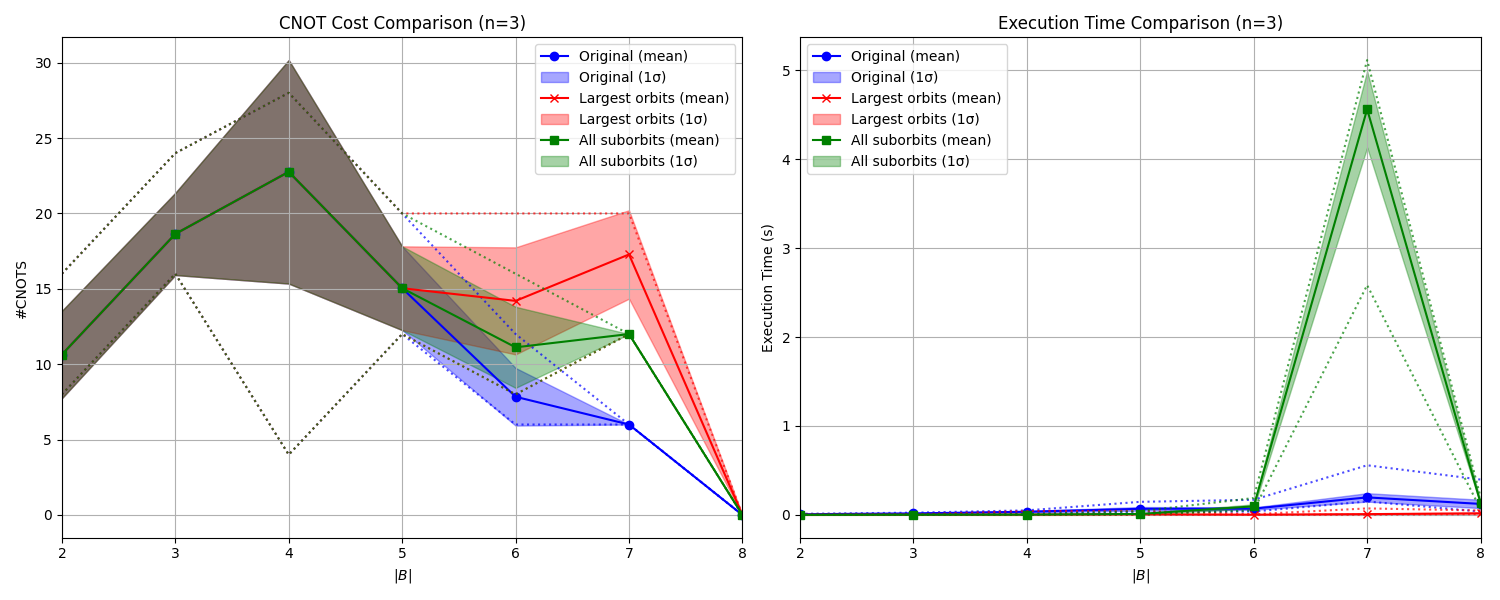 CNOT Cost Comparison (n=3)
#CNOTS
30
25
20
15
10
5
0
2 3 4 5 6 7 8
|B|
Original (mean)
Original (1σ)
Largest orbits (mean)
Largest orbits (1σ)
All suborbits (mean)
All suborbits (1σ)
Execution Time Comparison (n=3)
Execution Time (s)
5
4
3
2
1
0
2 3 4 5 6 7 8
|B|
Original (mean)
Original (1σ)
Largest orbits (mean)
Largest orbits (1σ)
All suborbits (mean)
All suborbits (1σ)